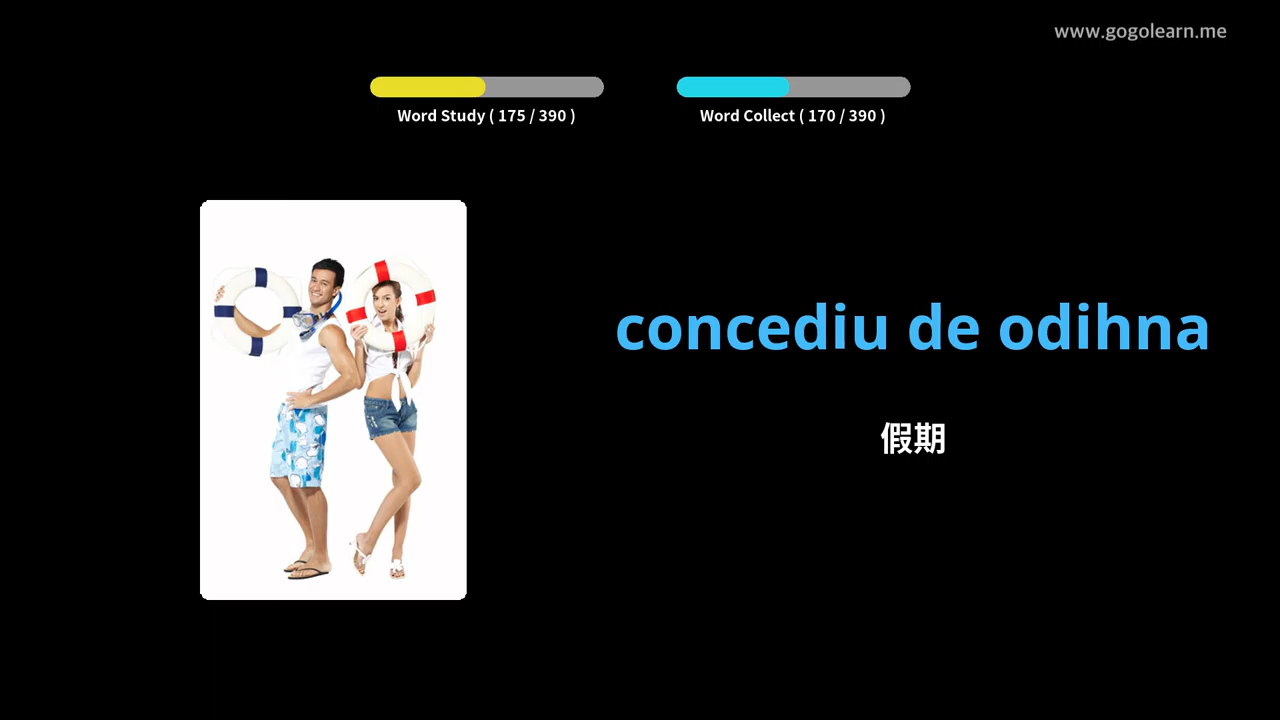 www.gogolearn.me
Word Study ( 175 / 390 )
Word Collect ( 170 / 390 )
concediu de odihna
假期